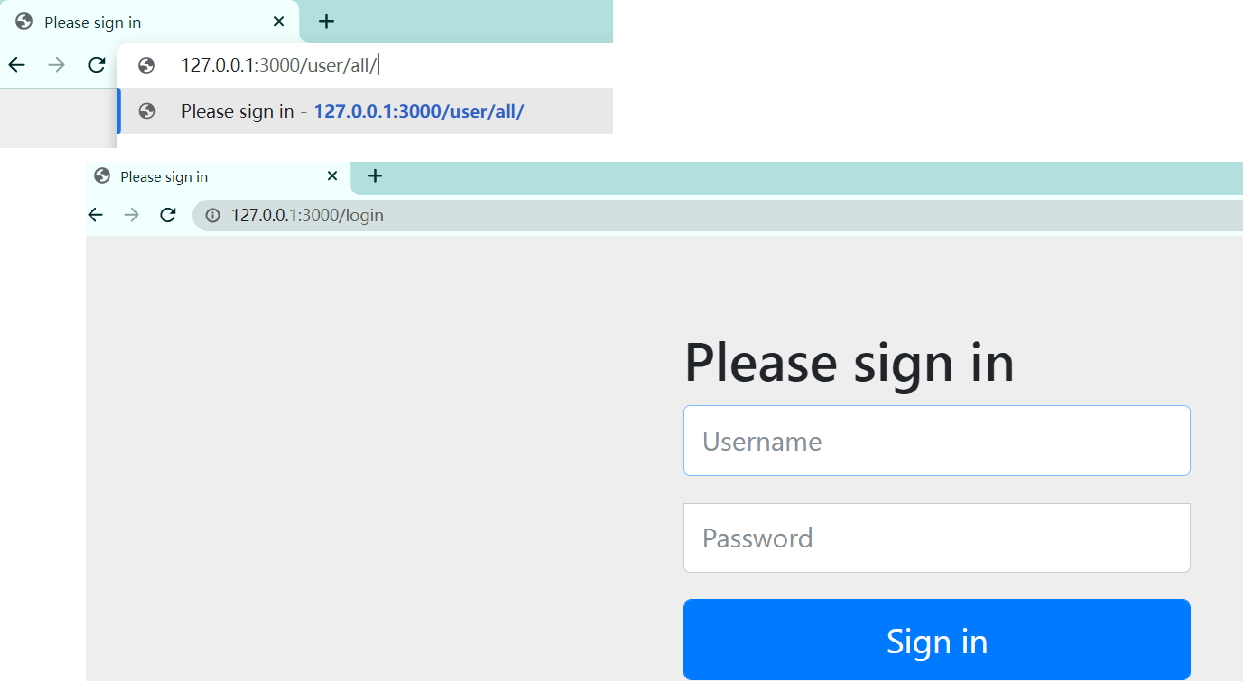 Please sign in
127.0.0.1:3000/user/all/
Please sign in - 127.0.0.1:3000/user/all/
Please sign in
127.0.0.1:3000/login
Please sign in
Username
Password
Sign in